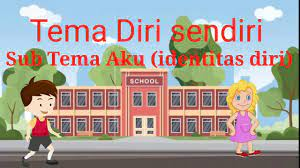 Tema Diri sendiri
Sub Tema Aku (identitas diri)
SCHOOL